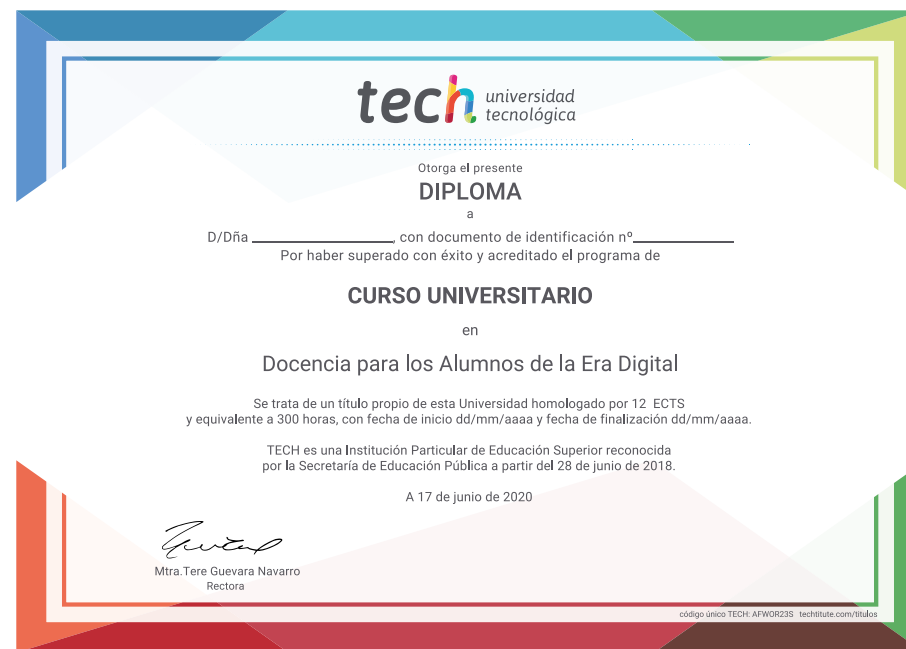 tech universidad
tecnológica
Otorga el presente
DIPLOMA
a
D/Dña ____________________, con documento de identificación nº______________
Por haber superado con éxito y acreditado el programa de
CURSO UNIVERSITARIO
en
Docencia para los Alumnos de la Era Digital
Se trata de un título propio de esta Universidad homologado por 12 ECTS
y equivalente a 300 horas, con fecha de inicio dd/mm/aaaa y fecha de finalización dd/mm/aaaa.
TECH es una Institución Particular de Educación Superior reconocida
por la Secretaría de Educación Pública a partir del 28 de junio de 2018.
A 17 de junio de 2020
Mtra.Tere Guevara Navarro
Rectora
código único TECH: AFWOR23S techtitute.com/titulos